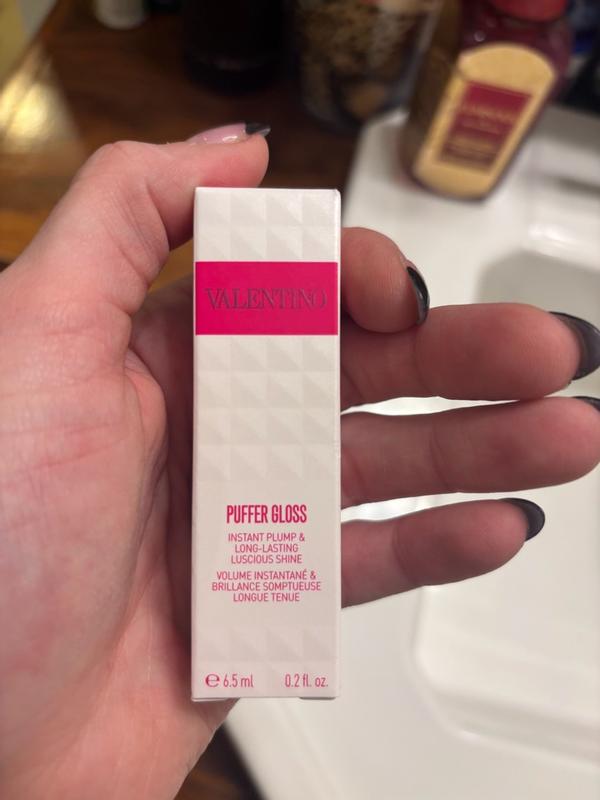 VALENTINO
PUFFER GLOSS
INSTANT PLUMP &
LONG-LASTING
LUSCIOUS SHINE
VOLUME INSTANTANÉ &
BRILLANCE SOMPTUEUSE
LONGUE TENUE
℮ 6.5 ml 0.2 fl. oz.